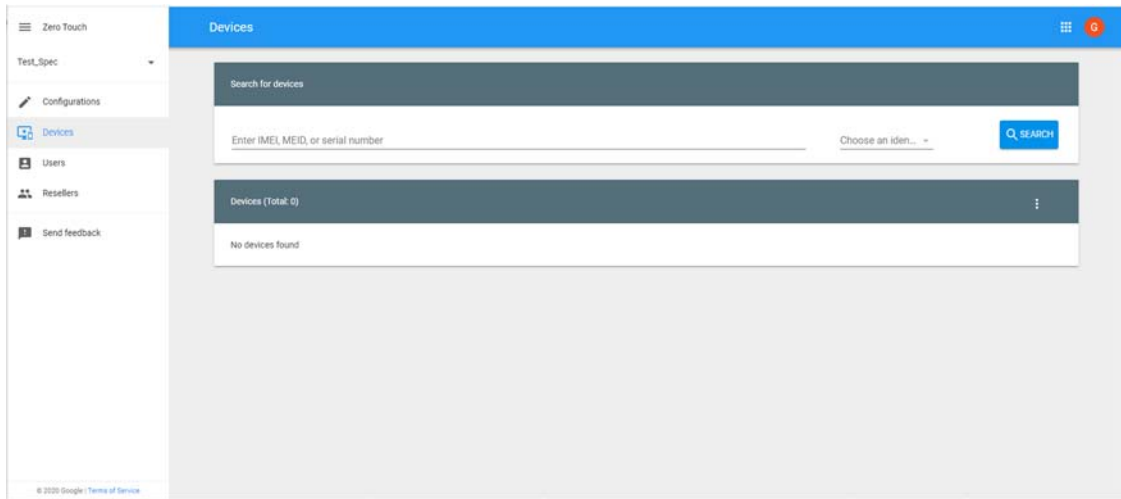 Zero Touch
Test_Spec
Configurations
Devices
Users
Resellers
Send feedback
© 2020 Google | Terms of Service
Devices
G
Search for devices
Enter IMEI, MEID, or serial number
Choose an iden...
SEARCH
Devices (Total: 0)
No devices found